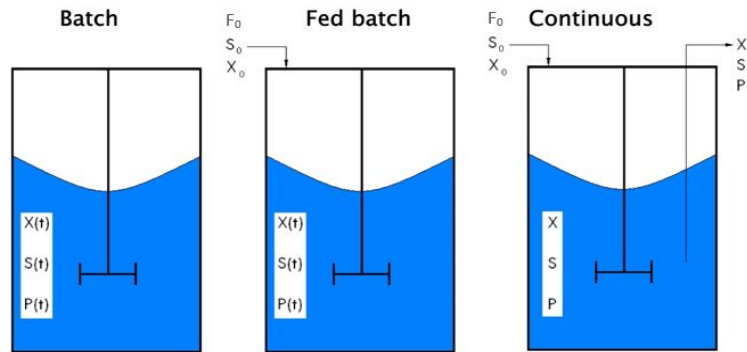 Batch
X(t)
S(t)
P(t)
Fed batch
F₀
S₀
X₀
X(t)
S(t)
P(t)
Continuous
F₀
S₀
X₀
X
S
P
X
S
P